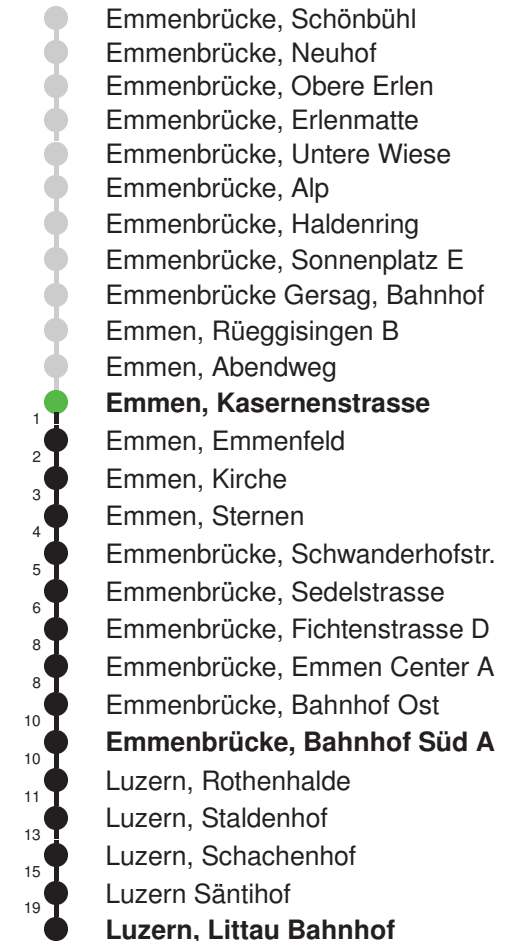 Emmenbrücke, Schönbühl
Emmenbrücke, Neuhof
Emmenbrücke, Obere Erlen
Emmenbrücke, Erlenmatte
Emmenbrücke, Untere Wiese
Emmenbrücke, Alp
Emmenbrücke, Haldenring
Emmenbrücke, Sonnenplatz E
Emmenbrücke Gersag, Bahnhof
Emmen, Rüeggisingen B
Emmen, Abendweg
Emmen, Kasernenstrasse
1
Emmen, Emmenfeld
2
Emmen, Kirche
3
Emmen, Sternen
4
Emmenbrücke, Schwanderhofstr.
5
Emmenbrücke, Sedelstrasse
6
Emmenbrücke, Fichtenstrasse D
8
Emmenbrücke, Emmen Center A
8
Emmenbrücke, Bahnhof Ost
10
Emmenbrücke, Bahnhof Süd A
10
Luzern, Rothenhalde
11
Luzern, Staldenhof
13
Luzern, Schachenhof
15
Luzern Säntihof
19
Luzern, Littau Bahnhof